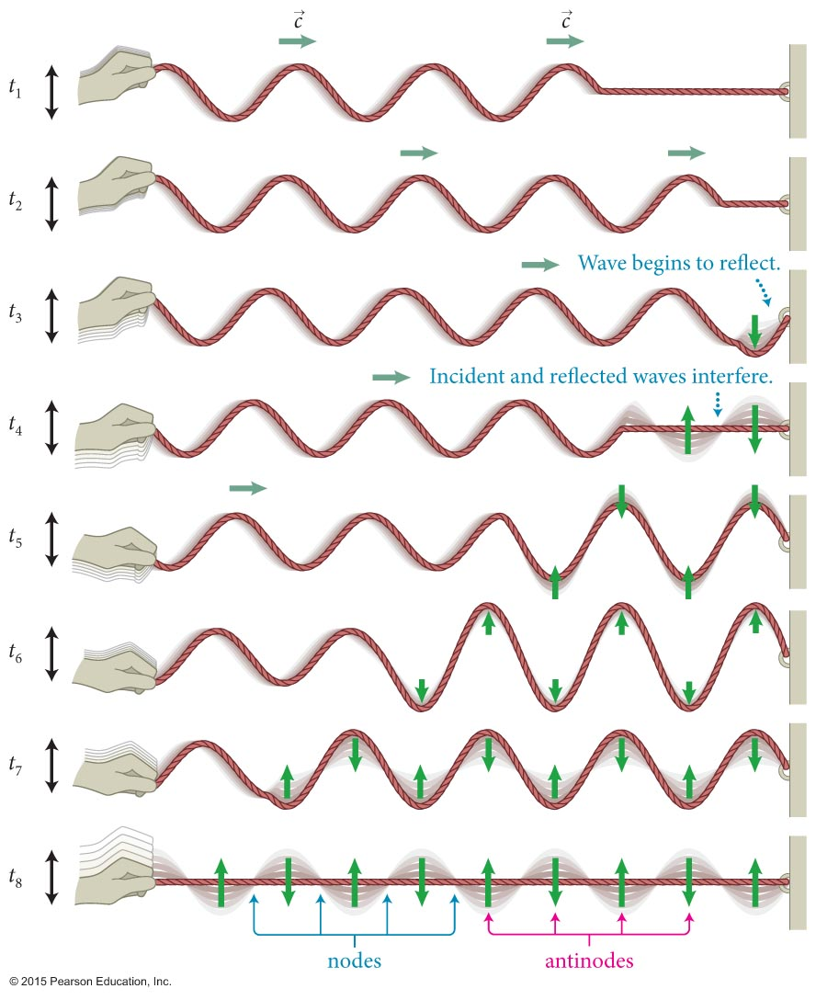 c c
t1
t2
Wave begins to reflect.
t3
Incident and reflected waves interfere.
t4
t5
t6
t7
t8
nodes antinodes
© 2015 Pearson Education, Inc.